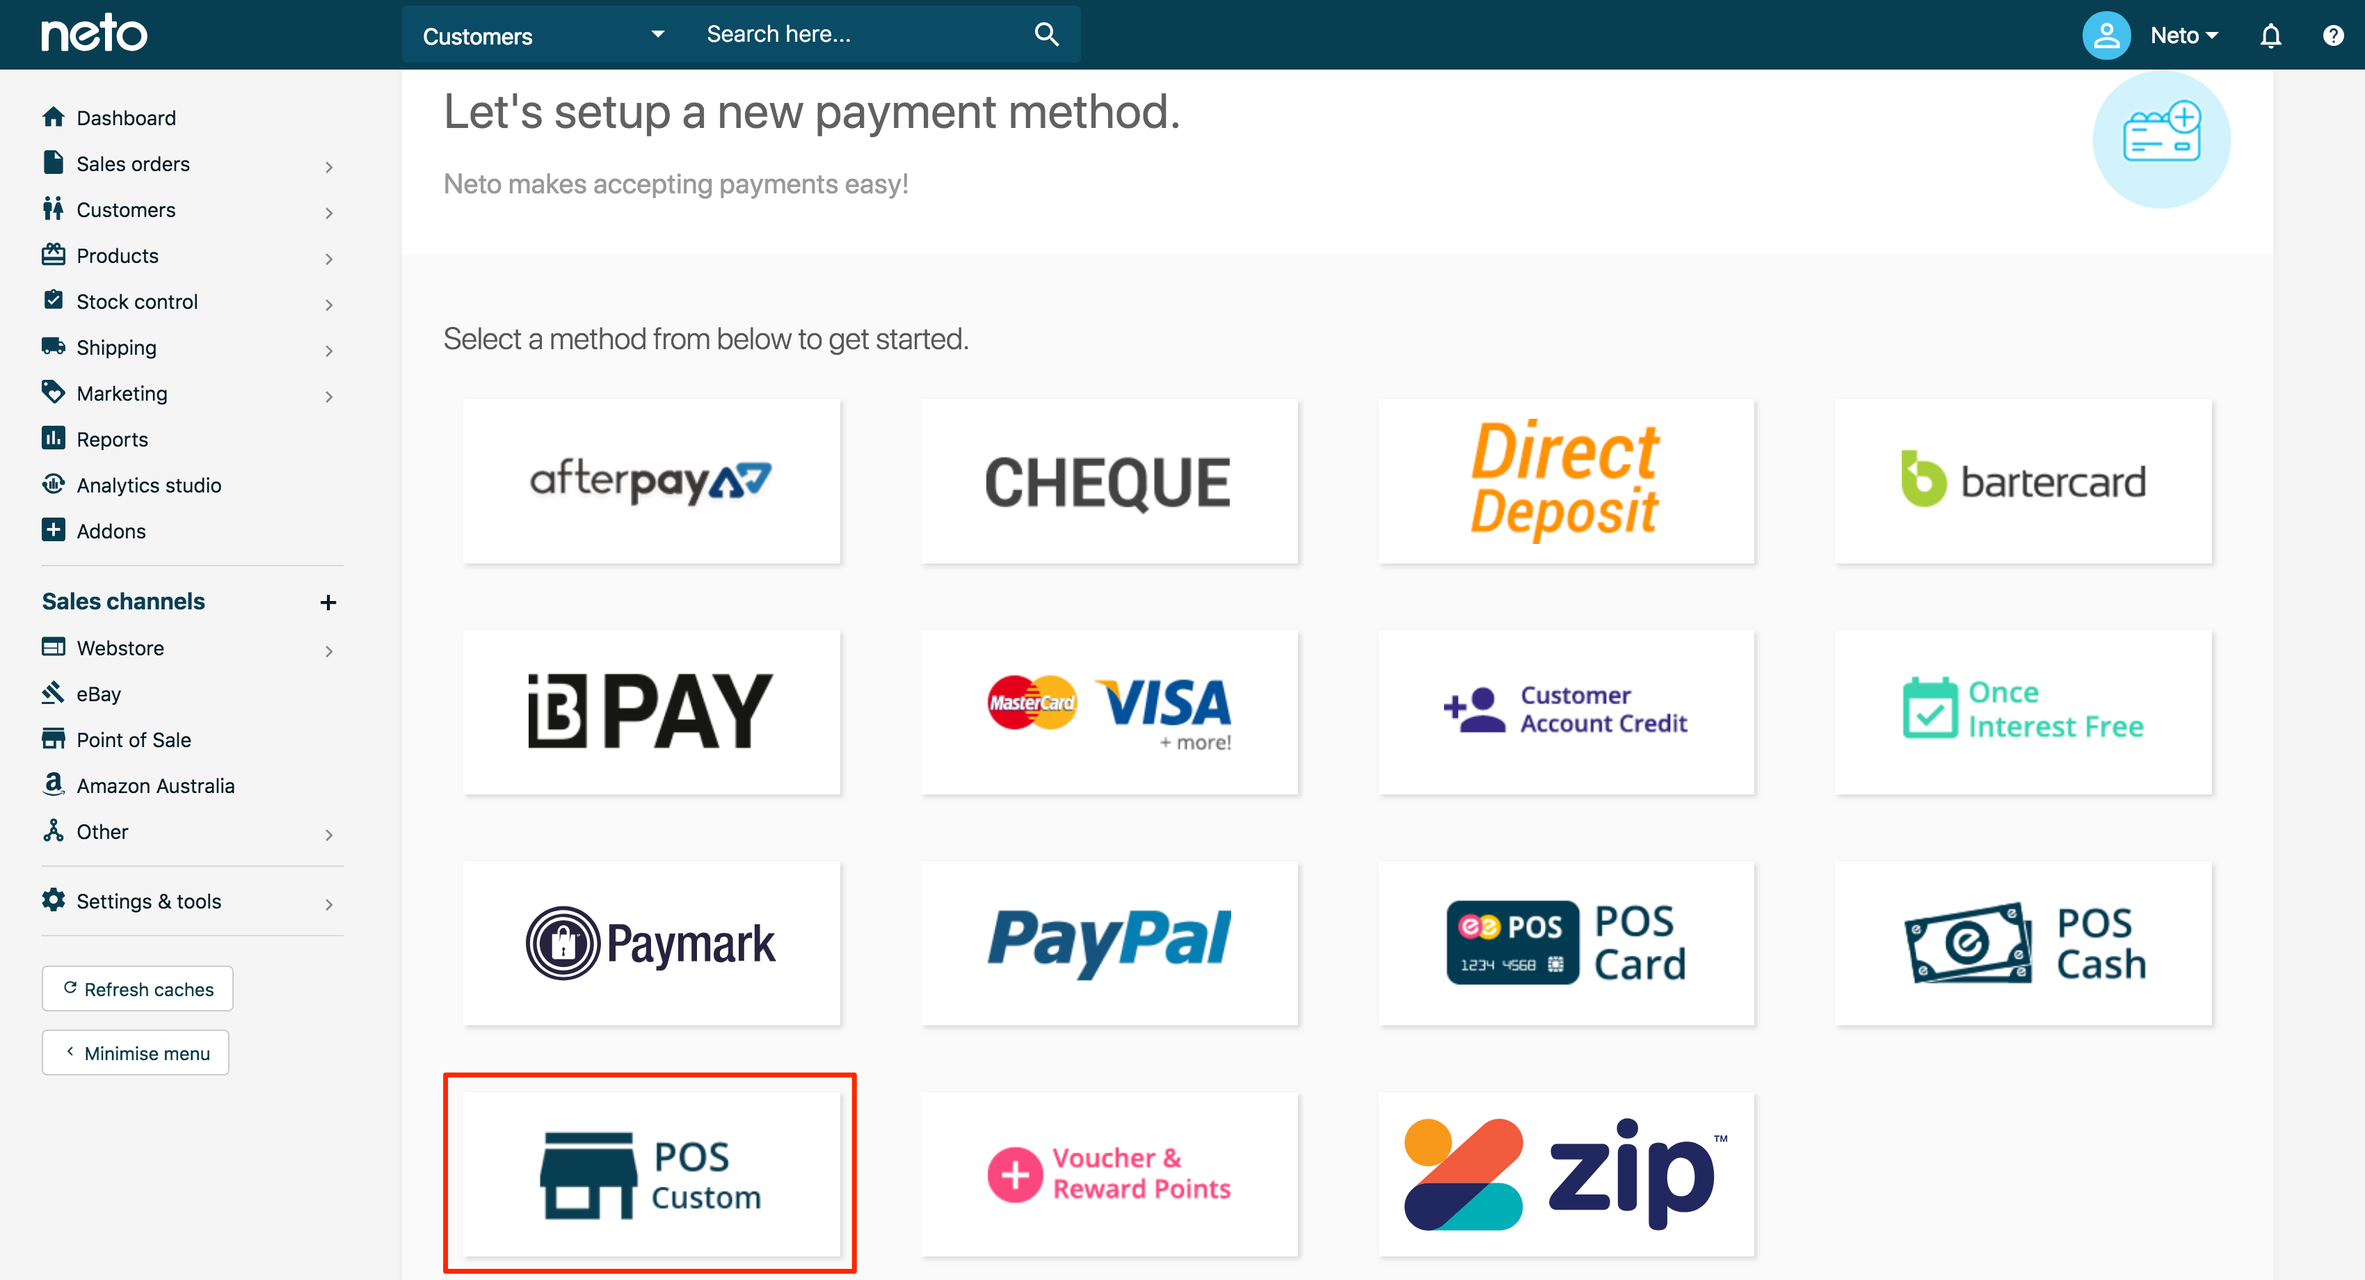 neto
Customers
Search here...
Neto
Dashboard
Sales orders
Customers
Products
Stock control
Shipping
Marketing
Reports
Analytics studio
Addons
Sales channels
Webstore
eBay
Point of Sale
Amazon Australia
Other
Settings & tools
Refresh caches
Minimise menu
Let's setup a new payment method.
Neto makes accepting payments easy!
Select a method from below to get started.
afterpay
CHEQUE
Direct
Deposit
bartercard
B PAY
MasterCard VISA
+ more!
Customer
Account Credit
Once
Interest Free
Paymark
PayPal
POS
1234 4568
POS
Card
POS
Cash
POS
Custom
Voucher &
Reward Points
zip™